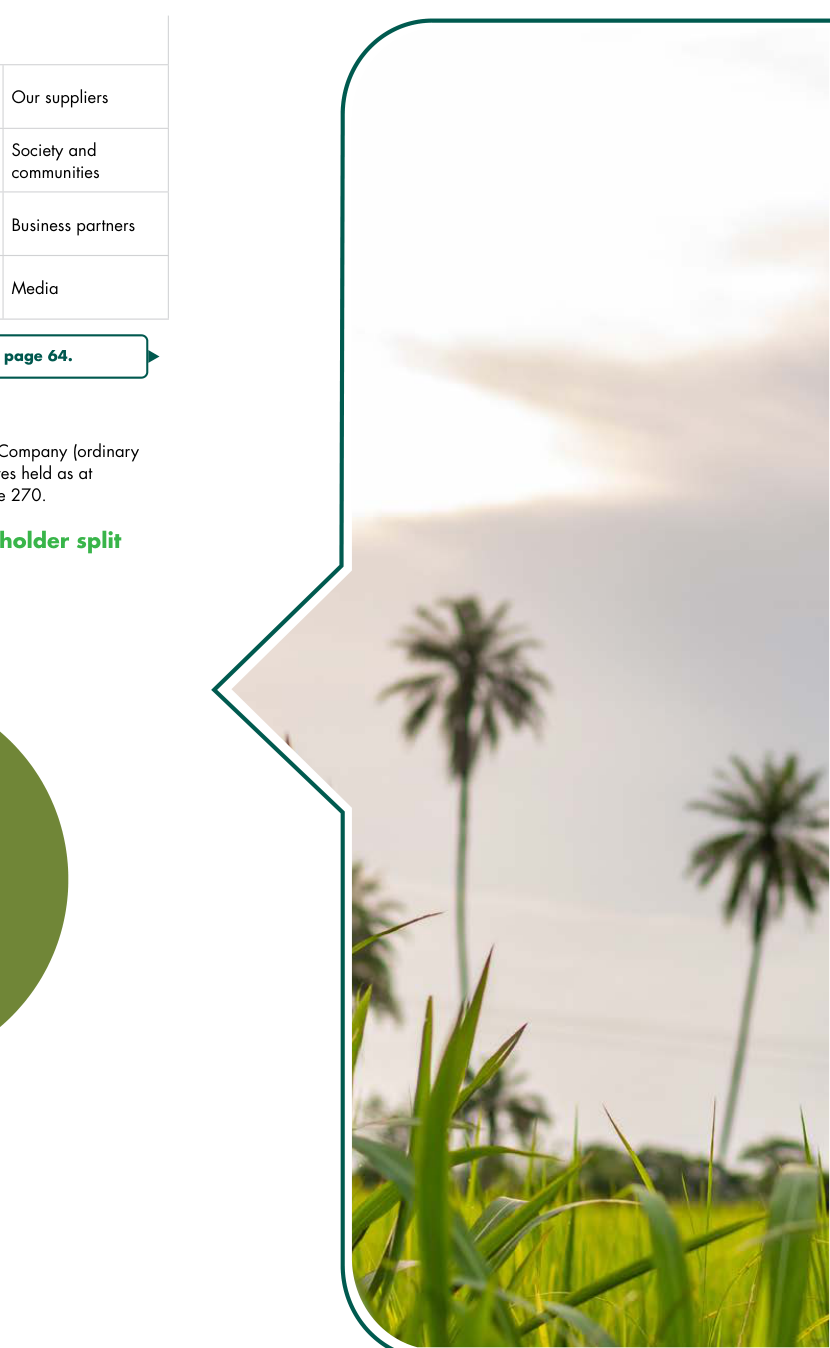 Our suppliers
Society and
communities
Business partners
Media
page 64.
Company (ordinary
es held as at
e 270.
holder split